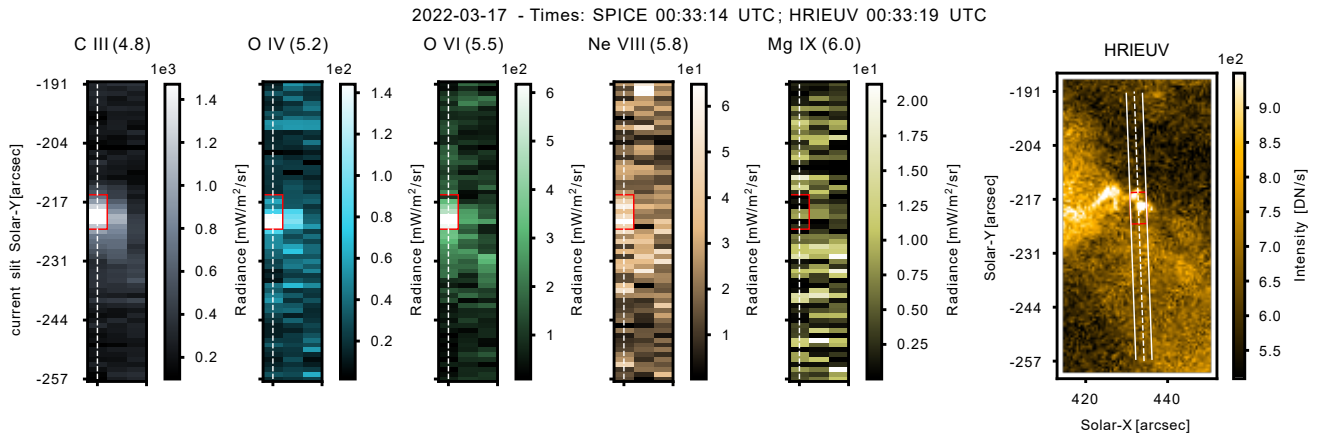 2022-03-17 - Times: SPICE 00:33:14 UTC; HRIEUV 00:33:19 UTC
C III (4.8)
O IV (5.2)
O VI (5.5)
Ne VIII (5.8)
Mg IX (6.0)
HRIEUV
1e3
1e2
1e2
1e1
1e1
1e2
current slit Solar-Y[arcsec]
-191
-204
-217
-231
-244
-257
1.4
1.2
1.0
0.8
0.6
0.4
0.2
Radiance [mW/m²/sr]
1.4
1.2
1.0
0.8
0.6
0.4
0.2
Radiance [mW/m²/sr]
6
5
4
3
2
1
Radiance [mW/m²/sr]
6
5
4
3
2
1
Radiance [mW/m²/sr]
2.00
1.75
1.50
1.25
1.00
0.75
0.50
0.25
Radiance [mW/m²/sr]
Solar-Y[arcsec]
-191
-204
-217
-231
-244
-257
420
440
Solar-X [arcsec]
9.0
8.5
8.0
7.5
7.0
6.5
6.0
5.5
Intensity [DN/s]